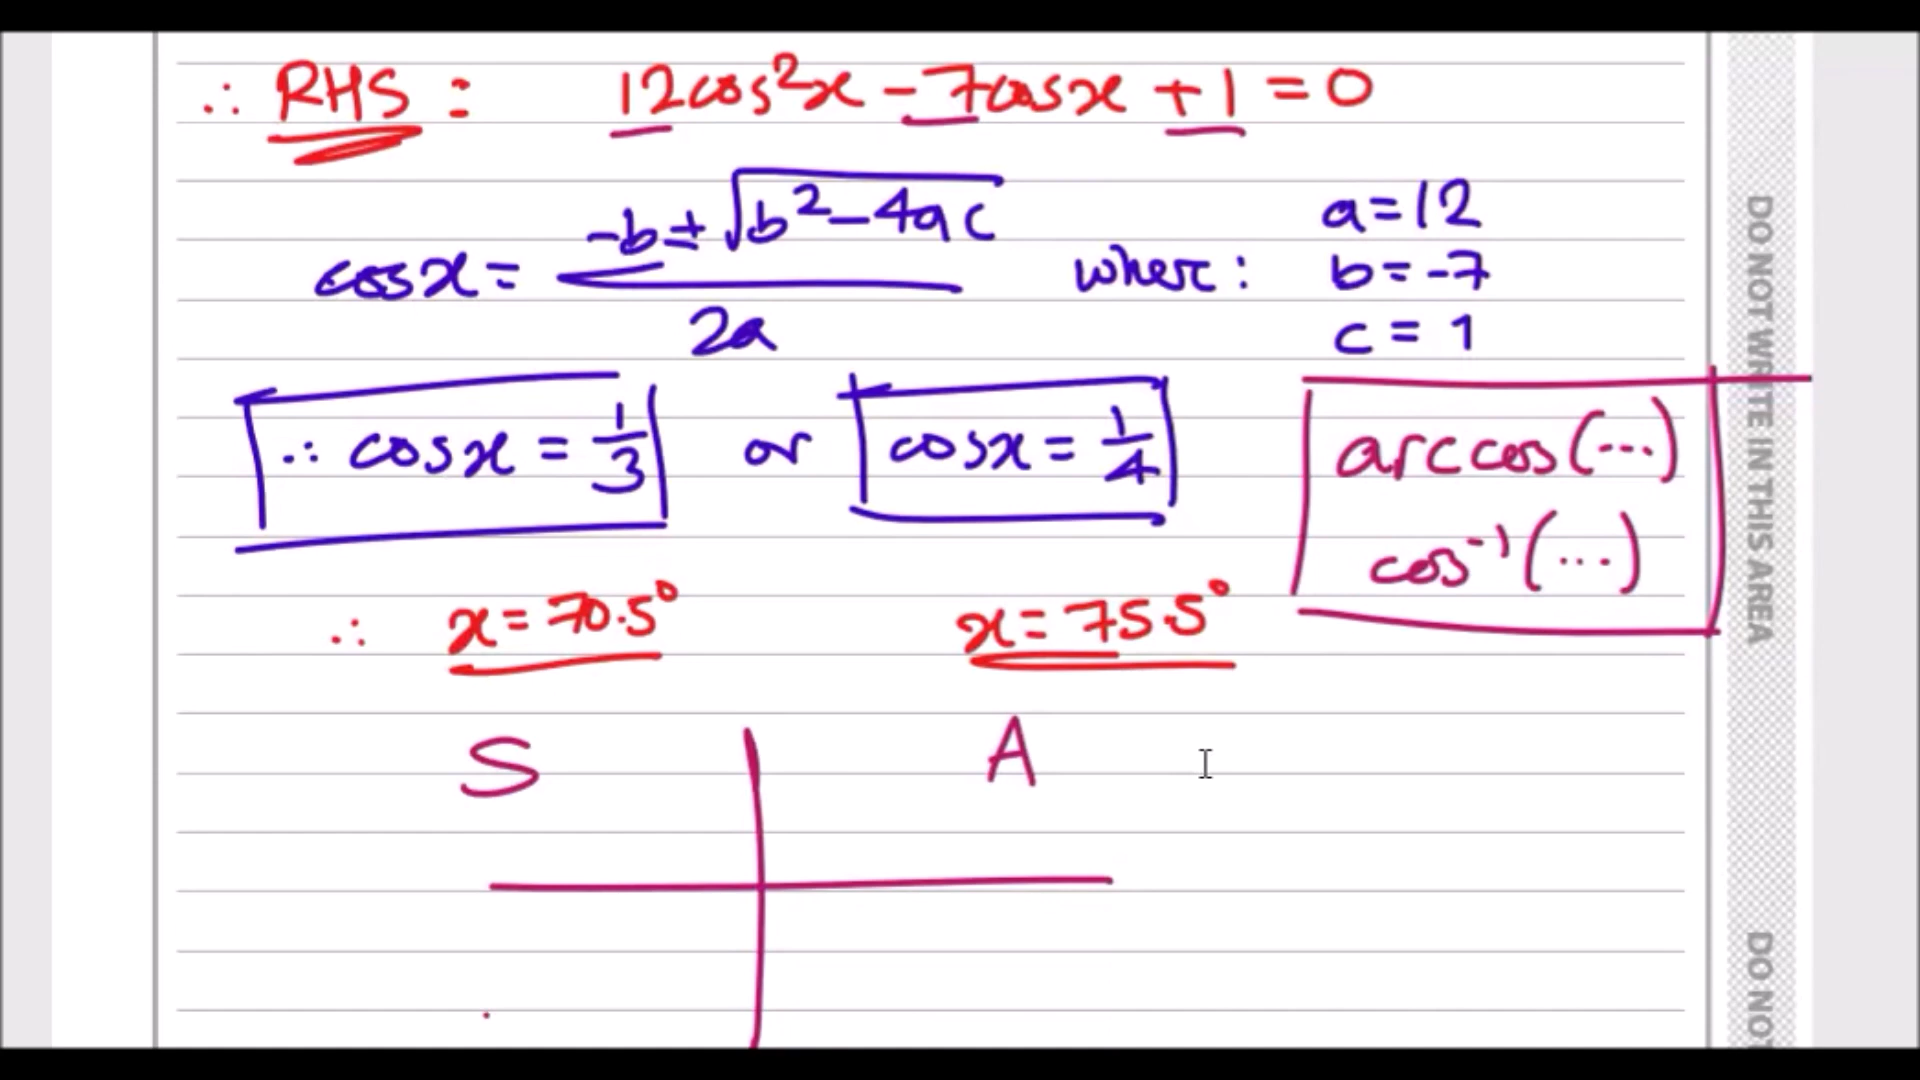 ∴ RHS : 12cos²x − 7cosx + 1 = 0
cosx = (−b ± √(b² − 4ac)) / 2a where : a = 12
b = −7
c = 1
∴ cosx = 1/3 or cosx = 1/4
arccos(...)
cos⁻¹(...)
∴ x = 70.5° x = 75.5°
S A
DO NOT WRITE IN THIS AREA
DO NOT